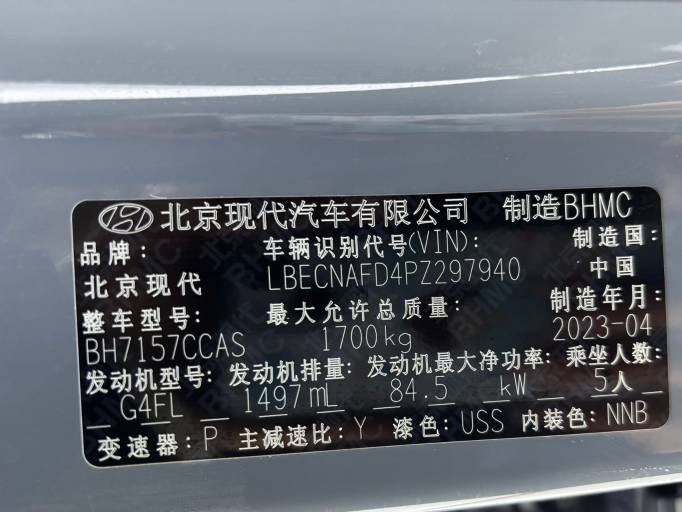 北京现代汽车有限公司 制造BHMC
品牌: 车辆识别代号(VIN): 制造国:
北京现代 LBECNAFD4PZ297940 中国
整车型号: 最大允许总质量: 制造年月:
BH7157CCAS 1700kg 2023-04
发动机型号: 发动机排量: 发动机最大净功率: 乘坐人数:
G4FL 1497mL 84.5 kW 5人
变速器: P 主减速比: Y 漆色: USS 内装色: NNB